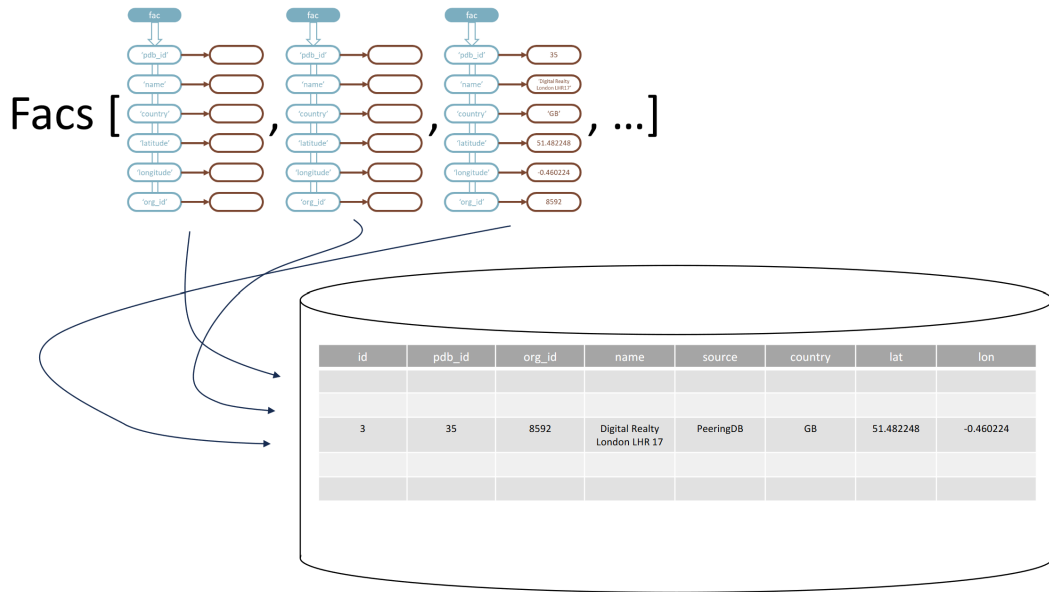 fac
fac
fac
'pdb_id'
'pdb_id'
'pdb_id'
35
'name'
'name'
'name'
'Digital Realty
London LHR17'
Facs [
'country'
,
'country'
,
'country'
'GB'
, ...]
'latitude'
'latitude'
'latitude'
51.482248
'longitude'
'longitude'
'longitude'
-0.460224
'org_id'
'org_id'
'org_id'
8592
id pdb_id org_id name source country lat lon
3 35 8592 Digital Realty PeeringDB GB 51.482248 -0.460224
London LHR 17